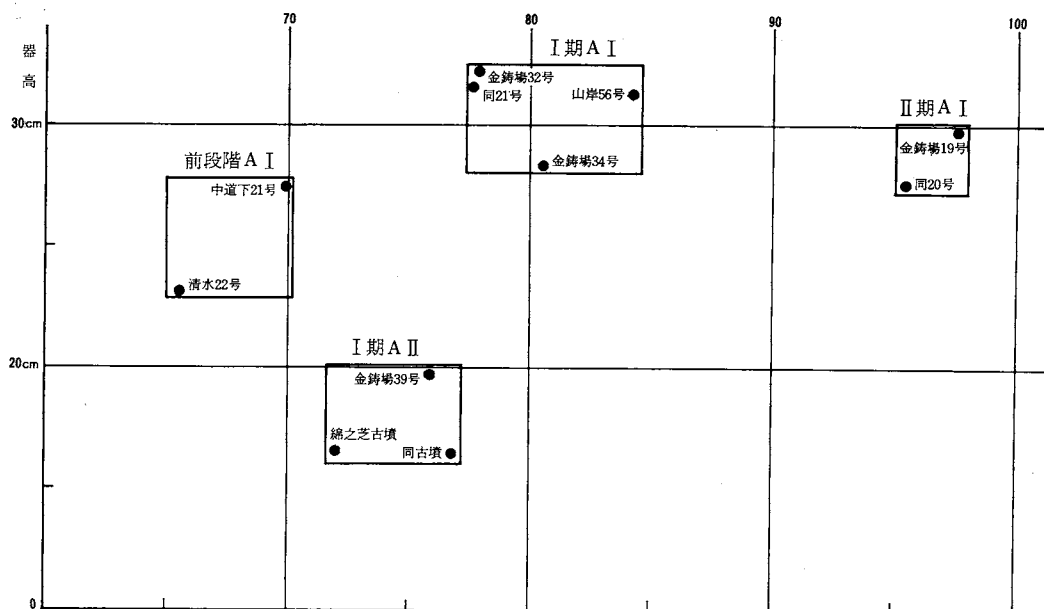 70
80
90
100
器高
Ⅰ期AⅠ
金鋳場32号
同21号
山岸56号
30cm
Ⅱ期AⅠ
金鋳場19号
前段階AⅠ
金鋳場34号
中道下21号
同20号
清水22号
Ⅰ期AⅡ
20cm
金鋳場39号
綿之芝古墳
同古墳
0